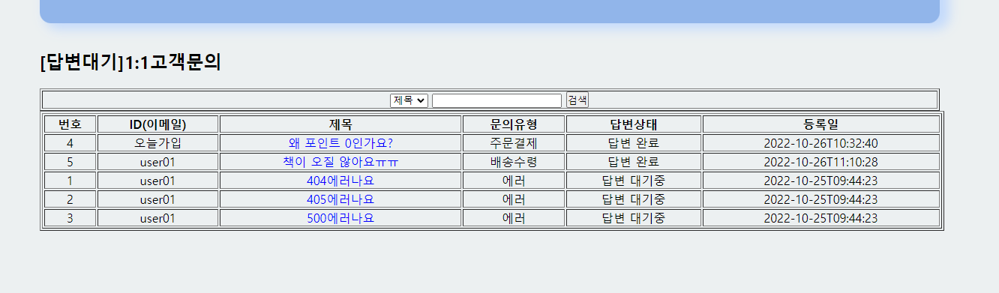 [답변대기]1:1고객문의
제목 검색
번호 ID(이메일) 제목 문의유형 답변상태 등록일
4 오늘가입 왜 포인트 0인가요? 주문결제 답변 완료 2022-10-26T10:32:40
5 user01 책이 오질 않아요ㅠㅠ 배송수령 답변 완료 2022-10-26T11:10:28
1 user01 404에러나요 에러 답변 대기중 2022-10-25T09:44:23
2 user01 405에러나요 에러 답변 대기중 2022-10-25T09:44:23
3 user01 500에러나요 에러 답변 대기중 2022-10-25T09:44:23